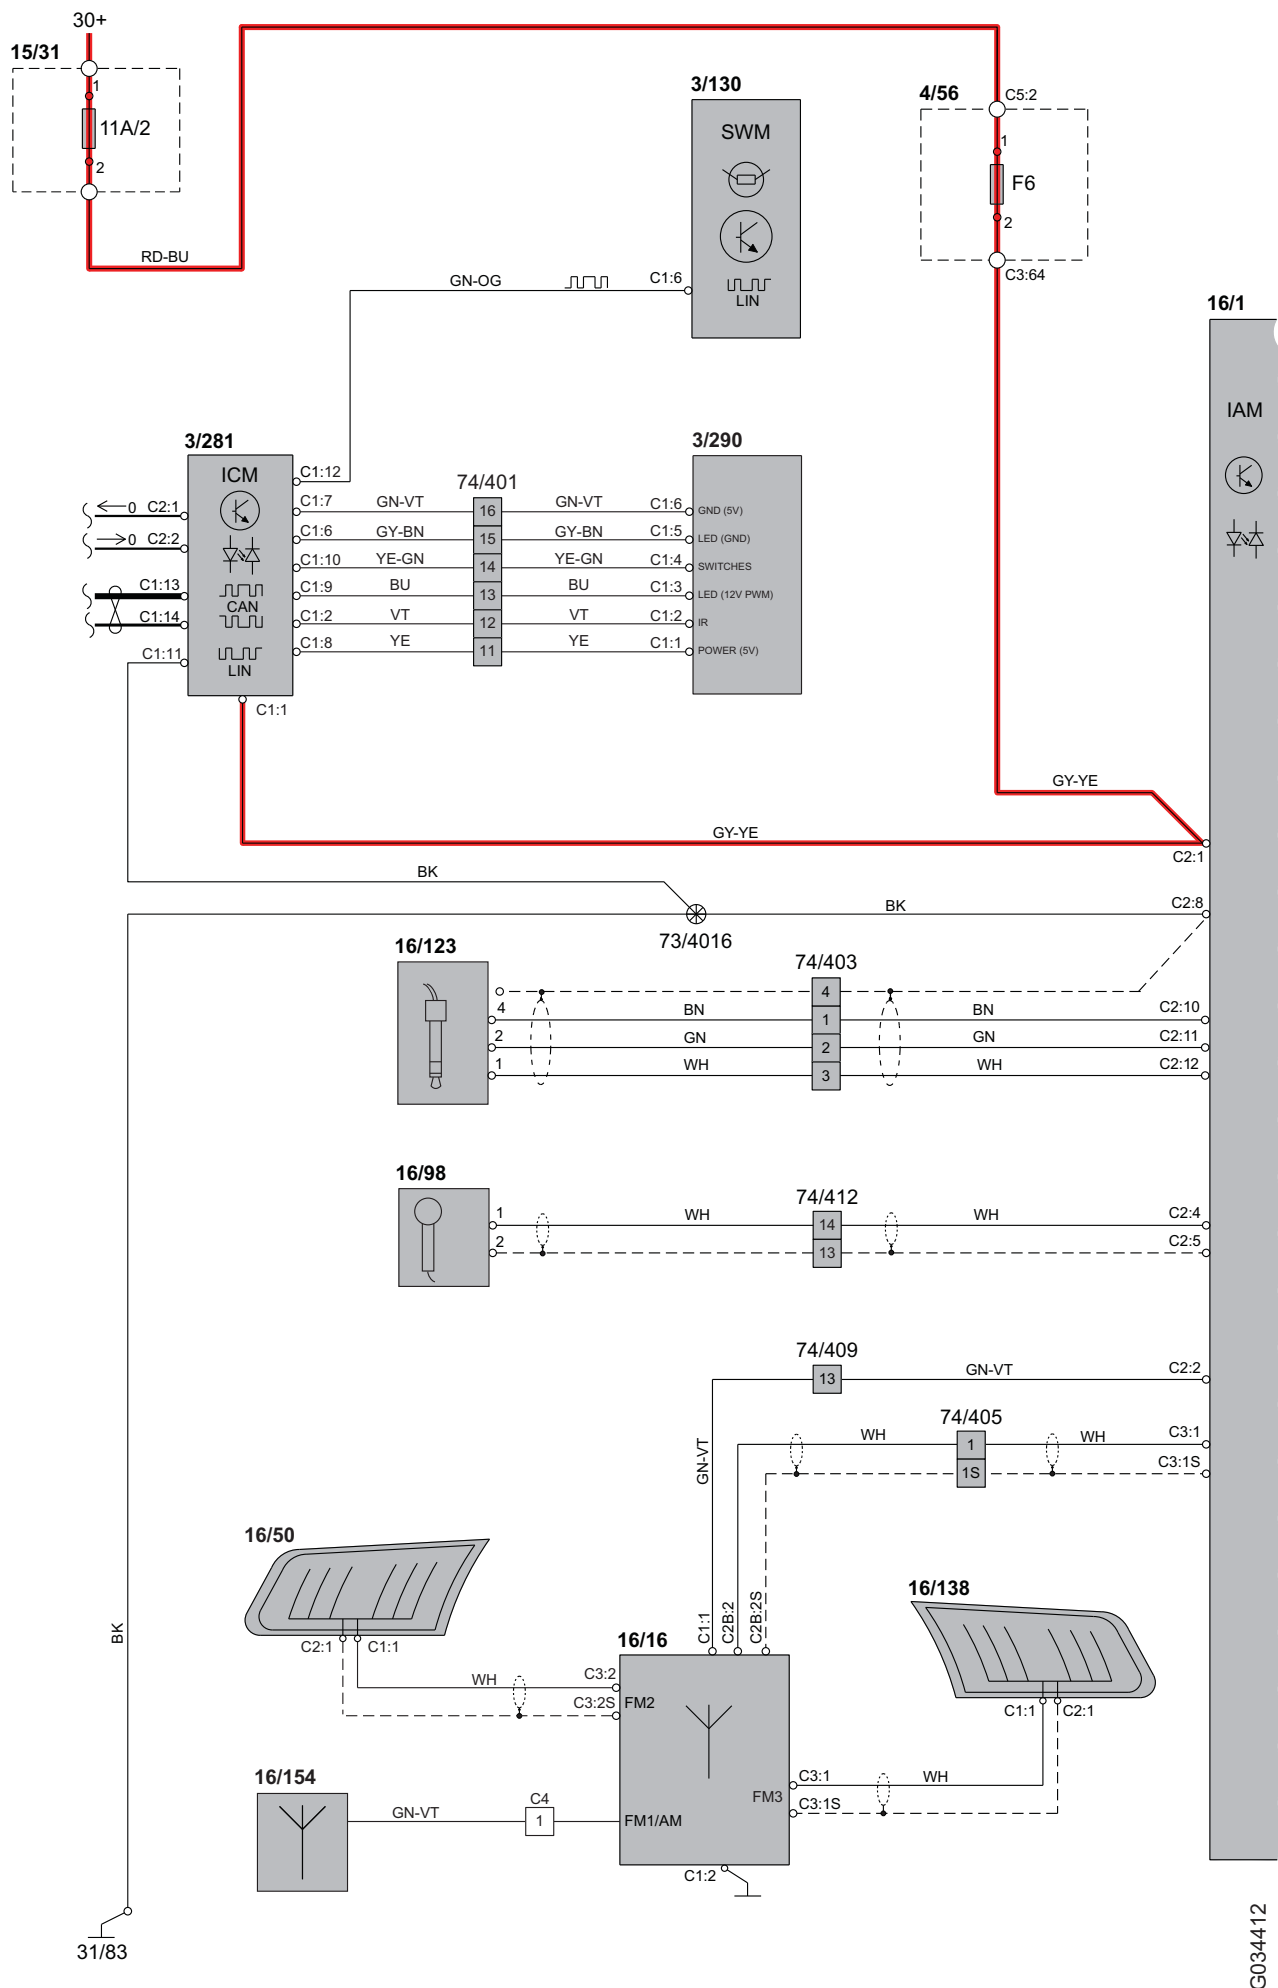 30+
15/31
1
11A/2
2
RD-BU
3/130
SWM
LIN
GN-OG
C1:6
4/56
C5:2
1
F6
2
C3:64
16/1
IAM
3/281
ICM
CAN
LIN
0 C2:1
0 C2:2
C1:13
C1:14
C1:11
C1:1
C1:12
74/401
3/290
C1:7 GN-VT 16 GN-VT C1:6 GND (5V)
C1:6 GY-BN 15 GY-BN C1:5 LED (GND)
C1:10 YE-GN 14 YE-GN C1:4 SWITCHES
C1:9 BU 13 BU C1:3 LED (12V PWM)
C1:2 VT 12 VT C1:2 IR
C1:8 YE 11 YE C1:1 POWER (5V)
GY-YE
GY-YE
C2:1
BK
BK
C2:8
73/4016
16/123
74/403
4
4 BN 1 BN C2:10
2 GN 2 GN C2:11
1 WH 3 WH C2:12
16/98
74/412
1 WH 14 WH C2:4
2 13 C2:5
74/409
13 GN-VT C2:2
74/405
WH 1 WH C3:1
1S C3:1S
GN-VT
C1:1
C2B:2
C2B:2S
16/50
C2:1 C1:1
WH
C3:2
C3:2S
16/16
FM2
FM3
FM1/AM
C1:2
16/138
C1:1 C2:1
C3:1 WH
C3:1S
16/154
GN-VT
C4
1
BK
31/83
G034412